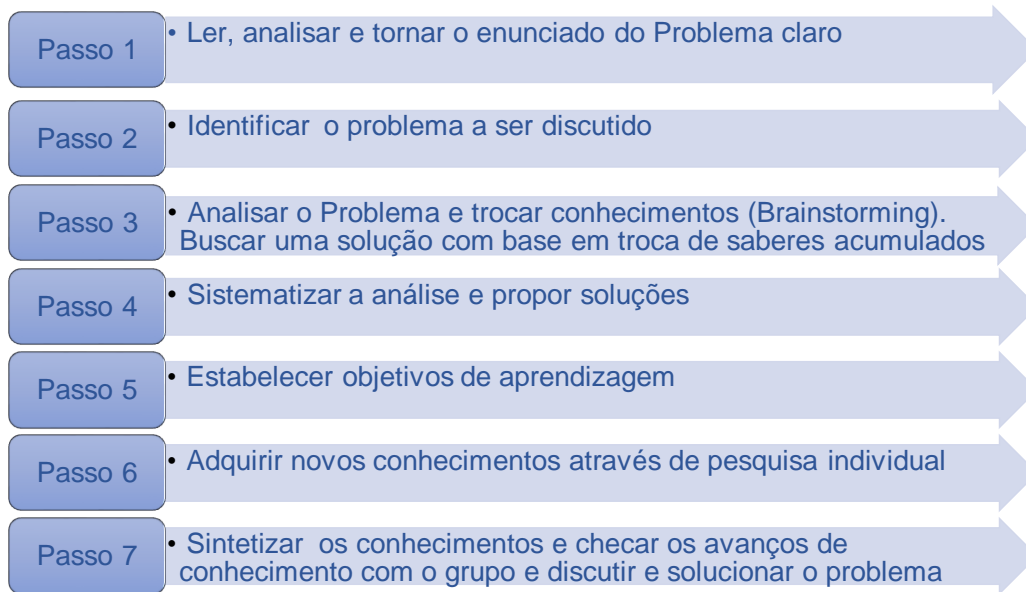 Passo 1
• Ler, analisar e tornar o enunciado do Problema claro
Passo 2
• Identificar o problema a ser discutido
Passo 3
• Analisar o Problema e trocar conhecimentos (Brainstorming).
Buscar uma solução com base em troca de saberes acumulados
Passo 4
• Sistematizar a análise e propor soluções
Passo 5
• Estabelecer objetivos de aprendizagem
Passo 6
• Adquirir novos conhecimentos através de pesquisa individual
Passo 7
• Sintetizar os conhecimentos e checar os avanços de
conhecimento com o grupo e discutir e solucionar o problema